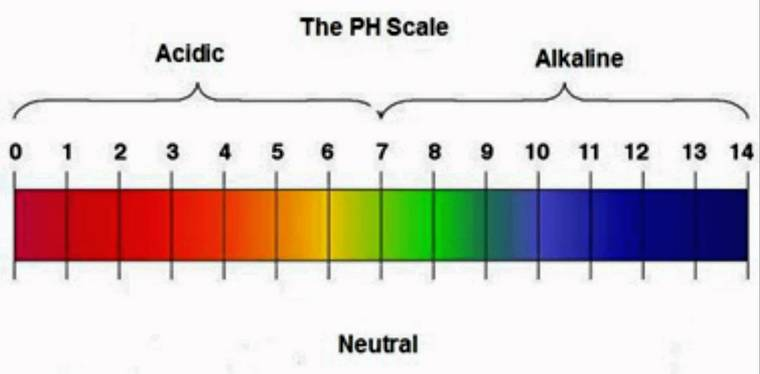 The PH Scale
Acidic
Alkaline
0 1 2 3 4 5 6 7 8 9 10 11 12 13 14
Neutral